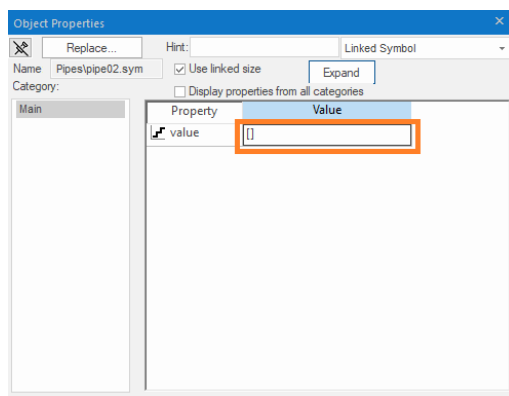 Object Properties
Replace...
Hint:
Linked Symbol
Name
Pipes\pipe02.sym
Use linked size
Expand
Category:
Display properties from all categories
Main
Property
Value
value
[]